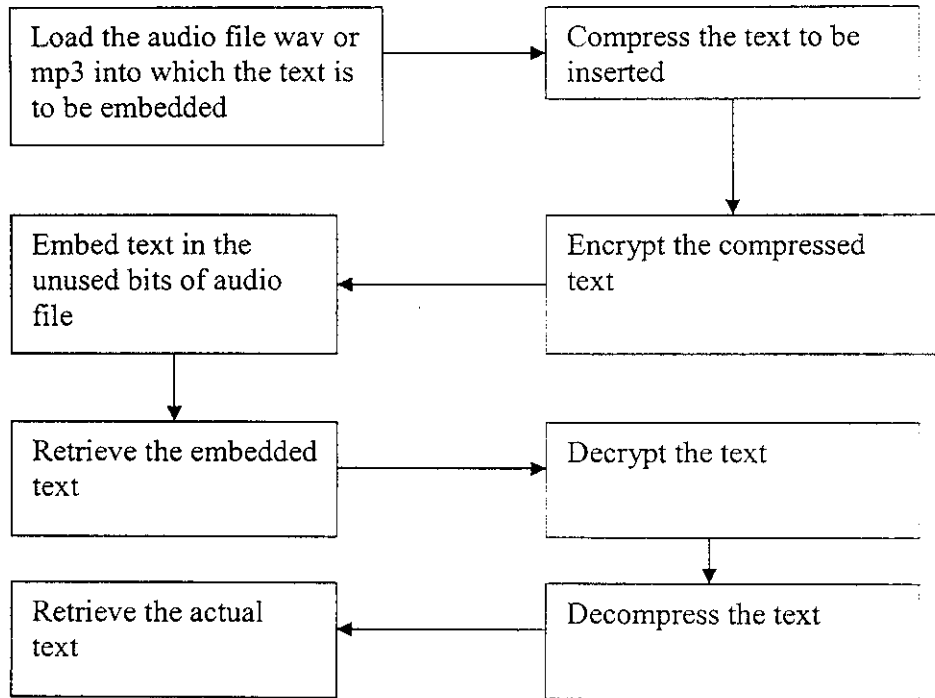 Load the audio file wav or
mp3 into which the text is
to be embedded
Compress the text to be
inserted
Encrypt the compressed
text
Embed text in the
unused bits of audio
file
Retrieve the embedded
text
Decrypt the text
Decompress the text
Retrieve the actual
text